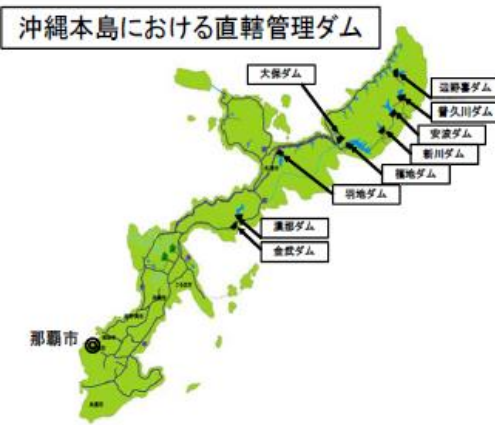 沖縄本島における直轄管理ダム
大保ダム
辺野喜ダム
普久川ダム
安波ダム
新川ダム
福地ダム
羽地ダム
漢那ダム
金武ダム
那覇市